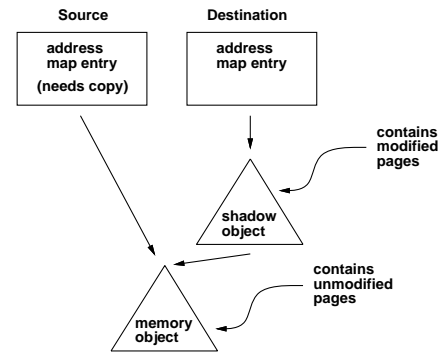 Source
Destination
address
map entry
(needs copy)
address
map entry
contains
modified
pages
shadow
object
contains
unmodified
pages
memory
object